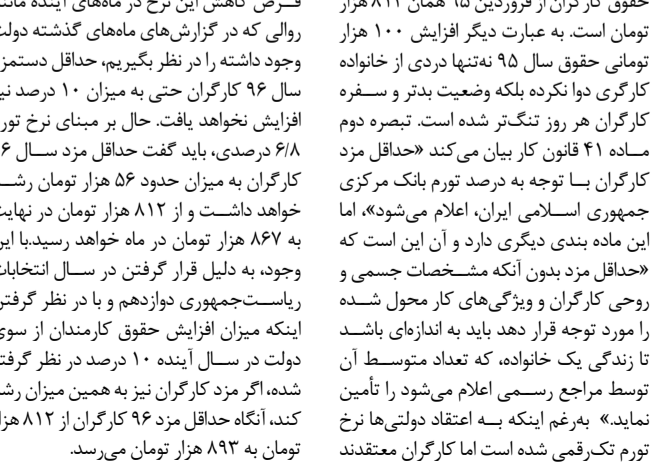 حقوق کارگران از فروردین ۹۵ همان ۸۱۲ هزار
تومان است. به عبارت دیگر افزایش ۱۰۰ هزار
تومانی حقوق سال ۹۵ نه‌تنها دردی از خانواده
کارگری دوا نکرده بلکه وضعیت بدتر و سفره
کارگران هر روز تنگ‌تر شده است. تبصره دوم
ماده ۴۱ قانون کار بیان می‌کند «حداقل مزد
کارگران با توجه به درصد تورم بانک مرکزی
جمهوری اسلامی ایران، اعلام می‌شود»، اما
این ماده بندی دیگری دارد و آن این است که
«حداقل مزد بدون آنکه مشخصات جسمی و
روحی کارگران و ویژگی‌های کار محول شده
را مورد توجه قرار دهد باید به اندازه‌ای باشد
تا زندگی یک خانواده، که تعداد متوسط آن
توسط مراجع رسمی اعلام می‌شود را تأمین
نماید.» به‌رغم اینکه به اعتقاد دولتی‌ها نرخ
تورم تک‌رقمی شده است اما کارگران معتقدند
فرض کاهش این نرخ در ماه‌های آینده مانند
روالی که در گزارش‌های ماه‌های گذشته دولت
وجود داشته را در نظر بگیریم، حداقل دستمزد
سال ۹۶ کارگران حتی به میزان ۱۰ درصد نیز
افزایش نخواهد یافت. حال بر مبنای نرخ تورم
۶/۸ درصدی، باید گفت حداقل مزد سال ۹۶
کارگران به میزان حدود ۵۶ هزار تومان رشد
خواهد داشت و از ۸۱۲ هزار تومان در نهایت
به ۸۶۷ هزار تومان در ماه خواهد رسید.با این
وجود، به دلیل قرار گرفتن در سال انتخابات
ریاست‌جمهوری دوازدهم و با در نظر گرفتن
اینکه میزان افزایش حقوق کارمندان از سوی
دولت در سال آینده ۱۰ درصد در نظر گرفته
شده، اگر مزد کارگران نیز به همین میزان رشد
کند، آنگاه حداقل مزد ۹۶ کارگران از ۸۱۲ هزار
تومان به ۸۹۳ هزار تومان می‌رسد.